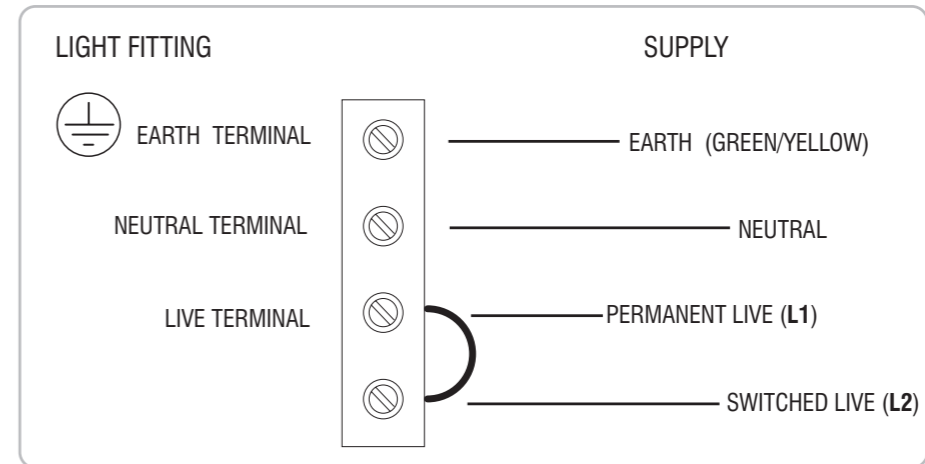 LIGHT FITTING
SUPPLY
EARTH TERMINAL
EARTH (GREEN/YELLOW)
NEUTRAL TERMINAL
NEUTRAL
LIVE TERMINAL
PERMANENT LIVE (L1)
SWITCHED LIVE (L2)